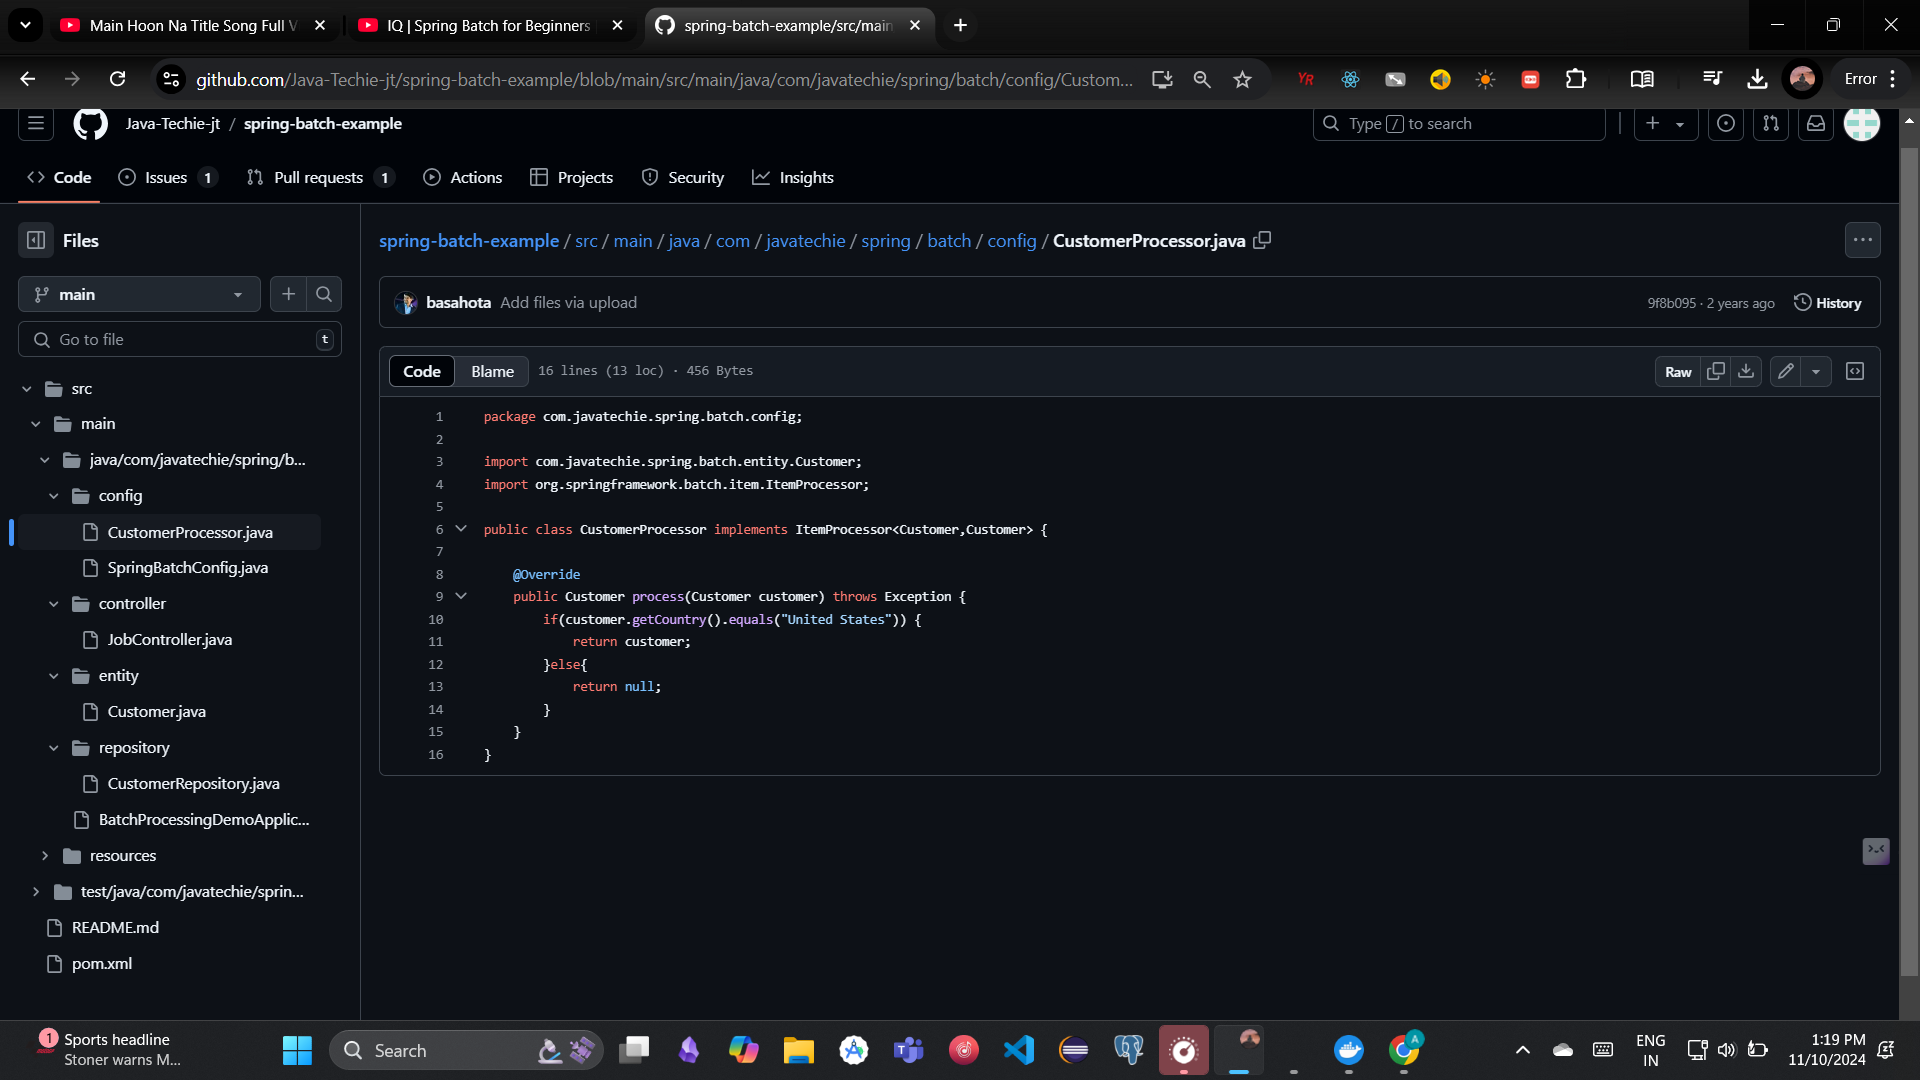 Main Hoon Na Title Song Full V
IQ | Spring Batch for Beginners
spring-batch-example/src/main
github.com/Java-Techie-jt/spring-batch-example/blob/main/src/main/java/com/javatechie/spring/batch/config/Custom...
YR
Error
Java-Techie-jt / spring-batch-example
Type / to search
Code
Issues 1
Pull requests 1
Actions
Projects
Security
Insights
Files
main
Go to file t
src
main
java/com/javatechie/spring/b...
config
CustomerProcessor.java
SpringBatchConfig.java
controller
JobController.java
entity
Customer.java
repository
CustomerRepository.java
BatchProcessingDemoApplic...
resources
test/java/com/javatechie/sprin...
README.md
pom.xml
spring-batch-example / src / main / java / com / javatechie / spring / batch / config / CustomerProcessor.java
basahota Add files via upload
9f8b095 · 2 years ago
History
Code Blame 16 lines (13 loc) · 456 Bytes
Raw
1 package com.javatechie.spring.batch.config;
2
3 import com.javatechie.spring.batch.entity.Customer;
4 import org.springframework.batch.item.ItemProcessor;
5
6 public class CustomerProcessor implements ItemProcessor<Customer,Customer> {
7
8 @Override
9 public Customer process(Customer customer) throws Exception {
10 if(customer.getCountry().equals("United States")) {
11 return customer;
12 }else{
13 return null;
14 }
15 }
16 }
1
Sports headline
Stoner warns M...
Search
A
ENG
IN
1:19 PM
11/10/2024